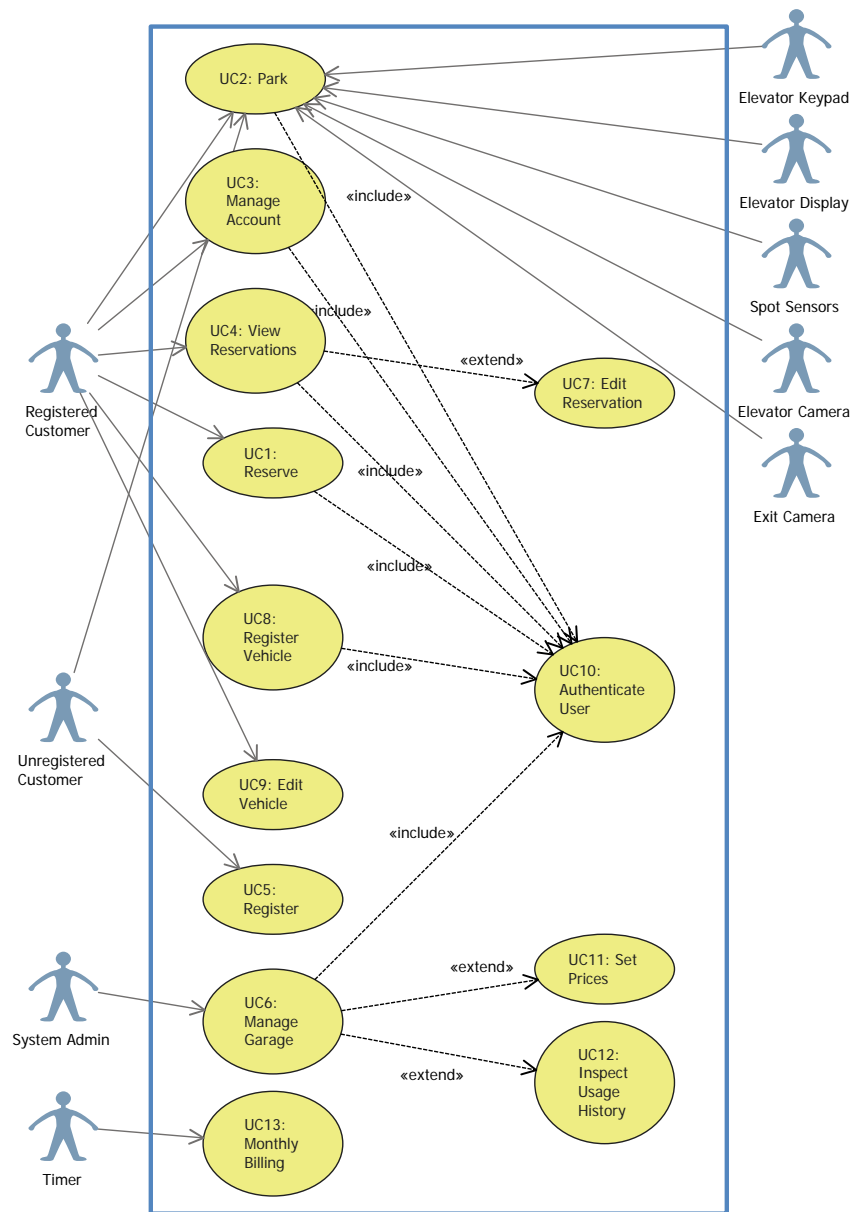 UC2: Park
Elevator Keypad
UC3:
Manage
Account
«include»
Elevator Display
Spot Sensors
UC4: View
Reservations
include»
«extend»
UC7: Edit
Reservation
Elevator Camera
Registered
Customer
UC1:
Reserve
«include»
Exit Camera
«include»
UC8:
Register
Vehicle
«include»
UC10:
Authenticate
User
Unregistered
Customer
UC9: Edit
Vehicle
«include»
UC5:
Register
«extend»
UC11: Set
Prices
System Admin
UC6:
Manage
Garage
«extend»
UC12:
Inspect
Usage
History
UC13:
Monthly
Billing
Timer